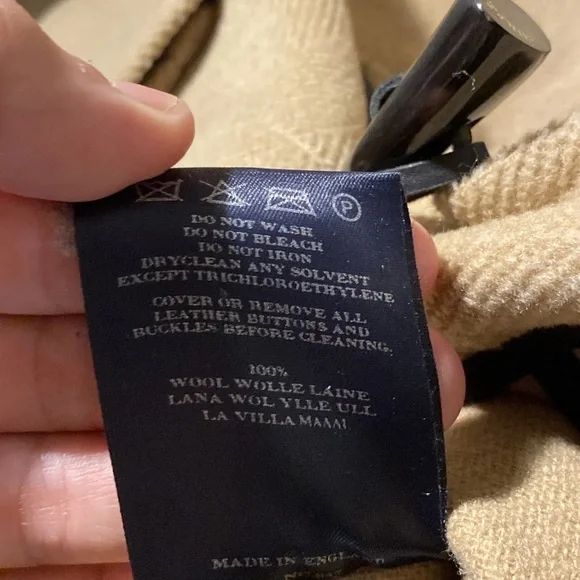 P
DO NOT WASH
DO NOT BLEACH
DO NOT IRON
DRYCLEAN ANY SOLVENT
EXCEPT TRICHLOROETHYLENE
COVER OR REMOVE ALL
LEATHER BUTTONS AND
BUCKLES BEFORE CLEANING.
100%
WOOL WOLLE LAINE
LANA WOL YLLE ULL
LA VILLA
MADE IN ENGLAND